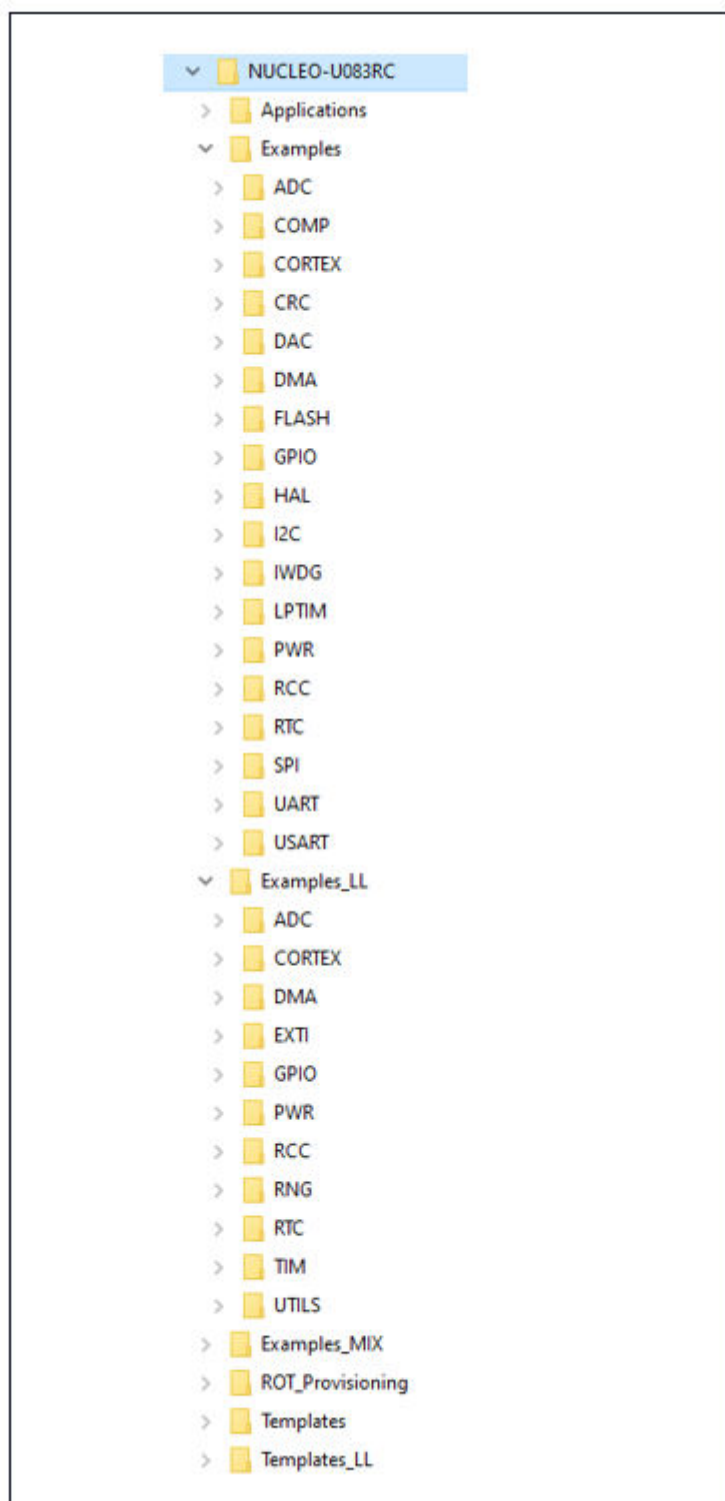 NUCLEO-U083RC
Applications
Examples
ADC
COMP
CORTEX
CRC
DAC
DMA
FLASH
GPIO
HAL
I2C
IWDG
LPTIM
PWR
RCC
RTC
SPI
UART
USART
Examples_LL
ADC
CORTEX
DMA
EXTI
GPIO
PWR
RCC
RNG
RTC
TIM
UTILS
Examples_MIX
ROT_Provisioning
Templates
Templates_LL